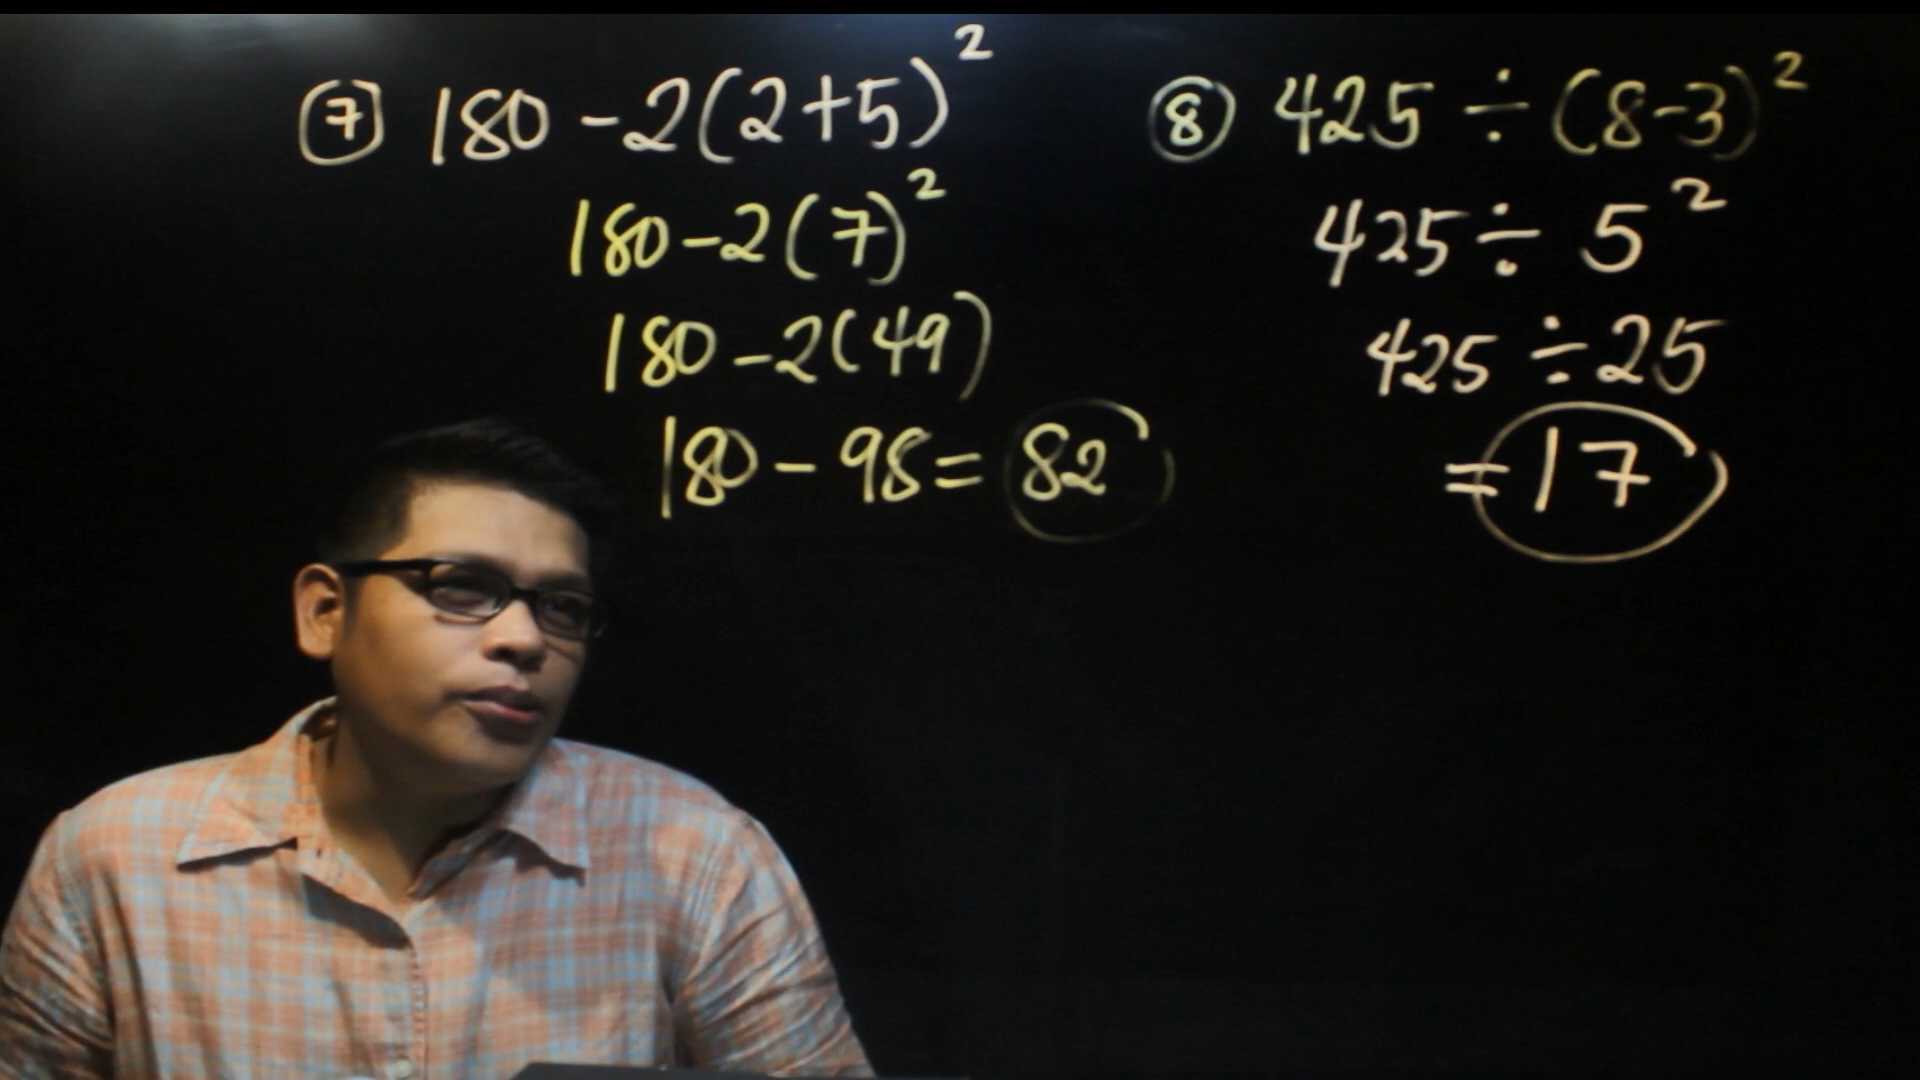 ⑦ 180 - 2(2+5)²
180 - 2(7)²
180 - 2(49)
180 - 98 = 82
⑧ 425 ÷ (8-3)²
425 ÷ 5²
425 ÷ 25
= 17